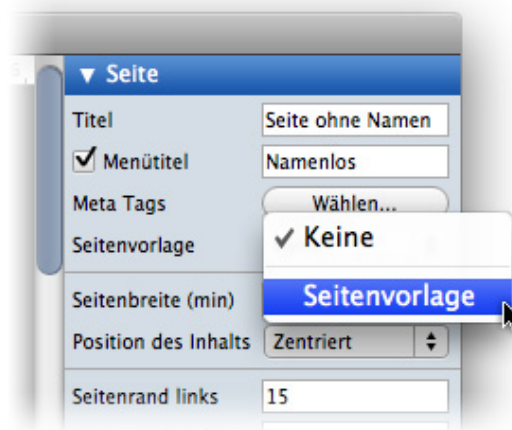 ▼ Seite
Titel Seite ohne Namen
Menütitel Namenlos
Meta Tags Wählen...
Seitenvorlage ✓ Keine
Seitenvorlage
Seitenbreite (min)
Position des Inhalts Zentriert
Seitenrand links 15